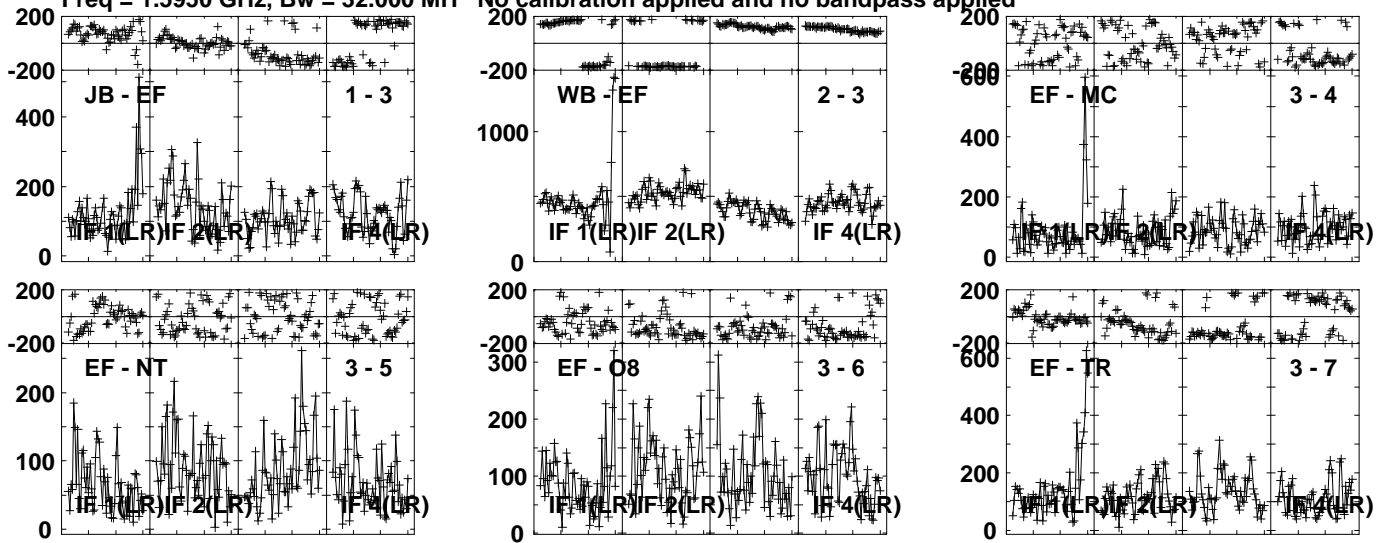 Freq = 1.5950 GHz, Bw = 32.000 MH No calibration applied and no bandpass applied
200 200 200
-200 -200 -200
JB - EF 1 - 3 WB - EF 2 - 3 EF - MC 3 - 4
600
400 1000 400
200 200
IF 1(LR) IF 2(LR) IF 4(LR) IF 1(LR) IF 2(LR) IF 4(LR) IF 1(LR) IF 2(LR) IF 4(LR)
0 0 0
200 200 200
-200 -200 -200
EF - NT 3 - 5 EF - O8 3 - 6 EF - TR 3 - 7
300 600
200 200 400
100 100 200
IF 1(LR) IF 2(LR) IF 4(LR) IF 1(LR) IF 2(LR) IF 4(LR) IF 1(LR) IF 2(LR) IF 4(LR)
0 0 0